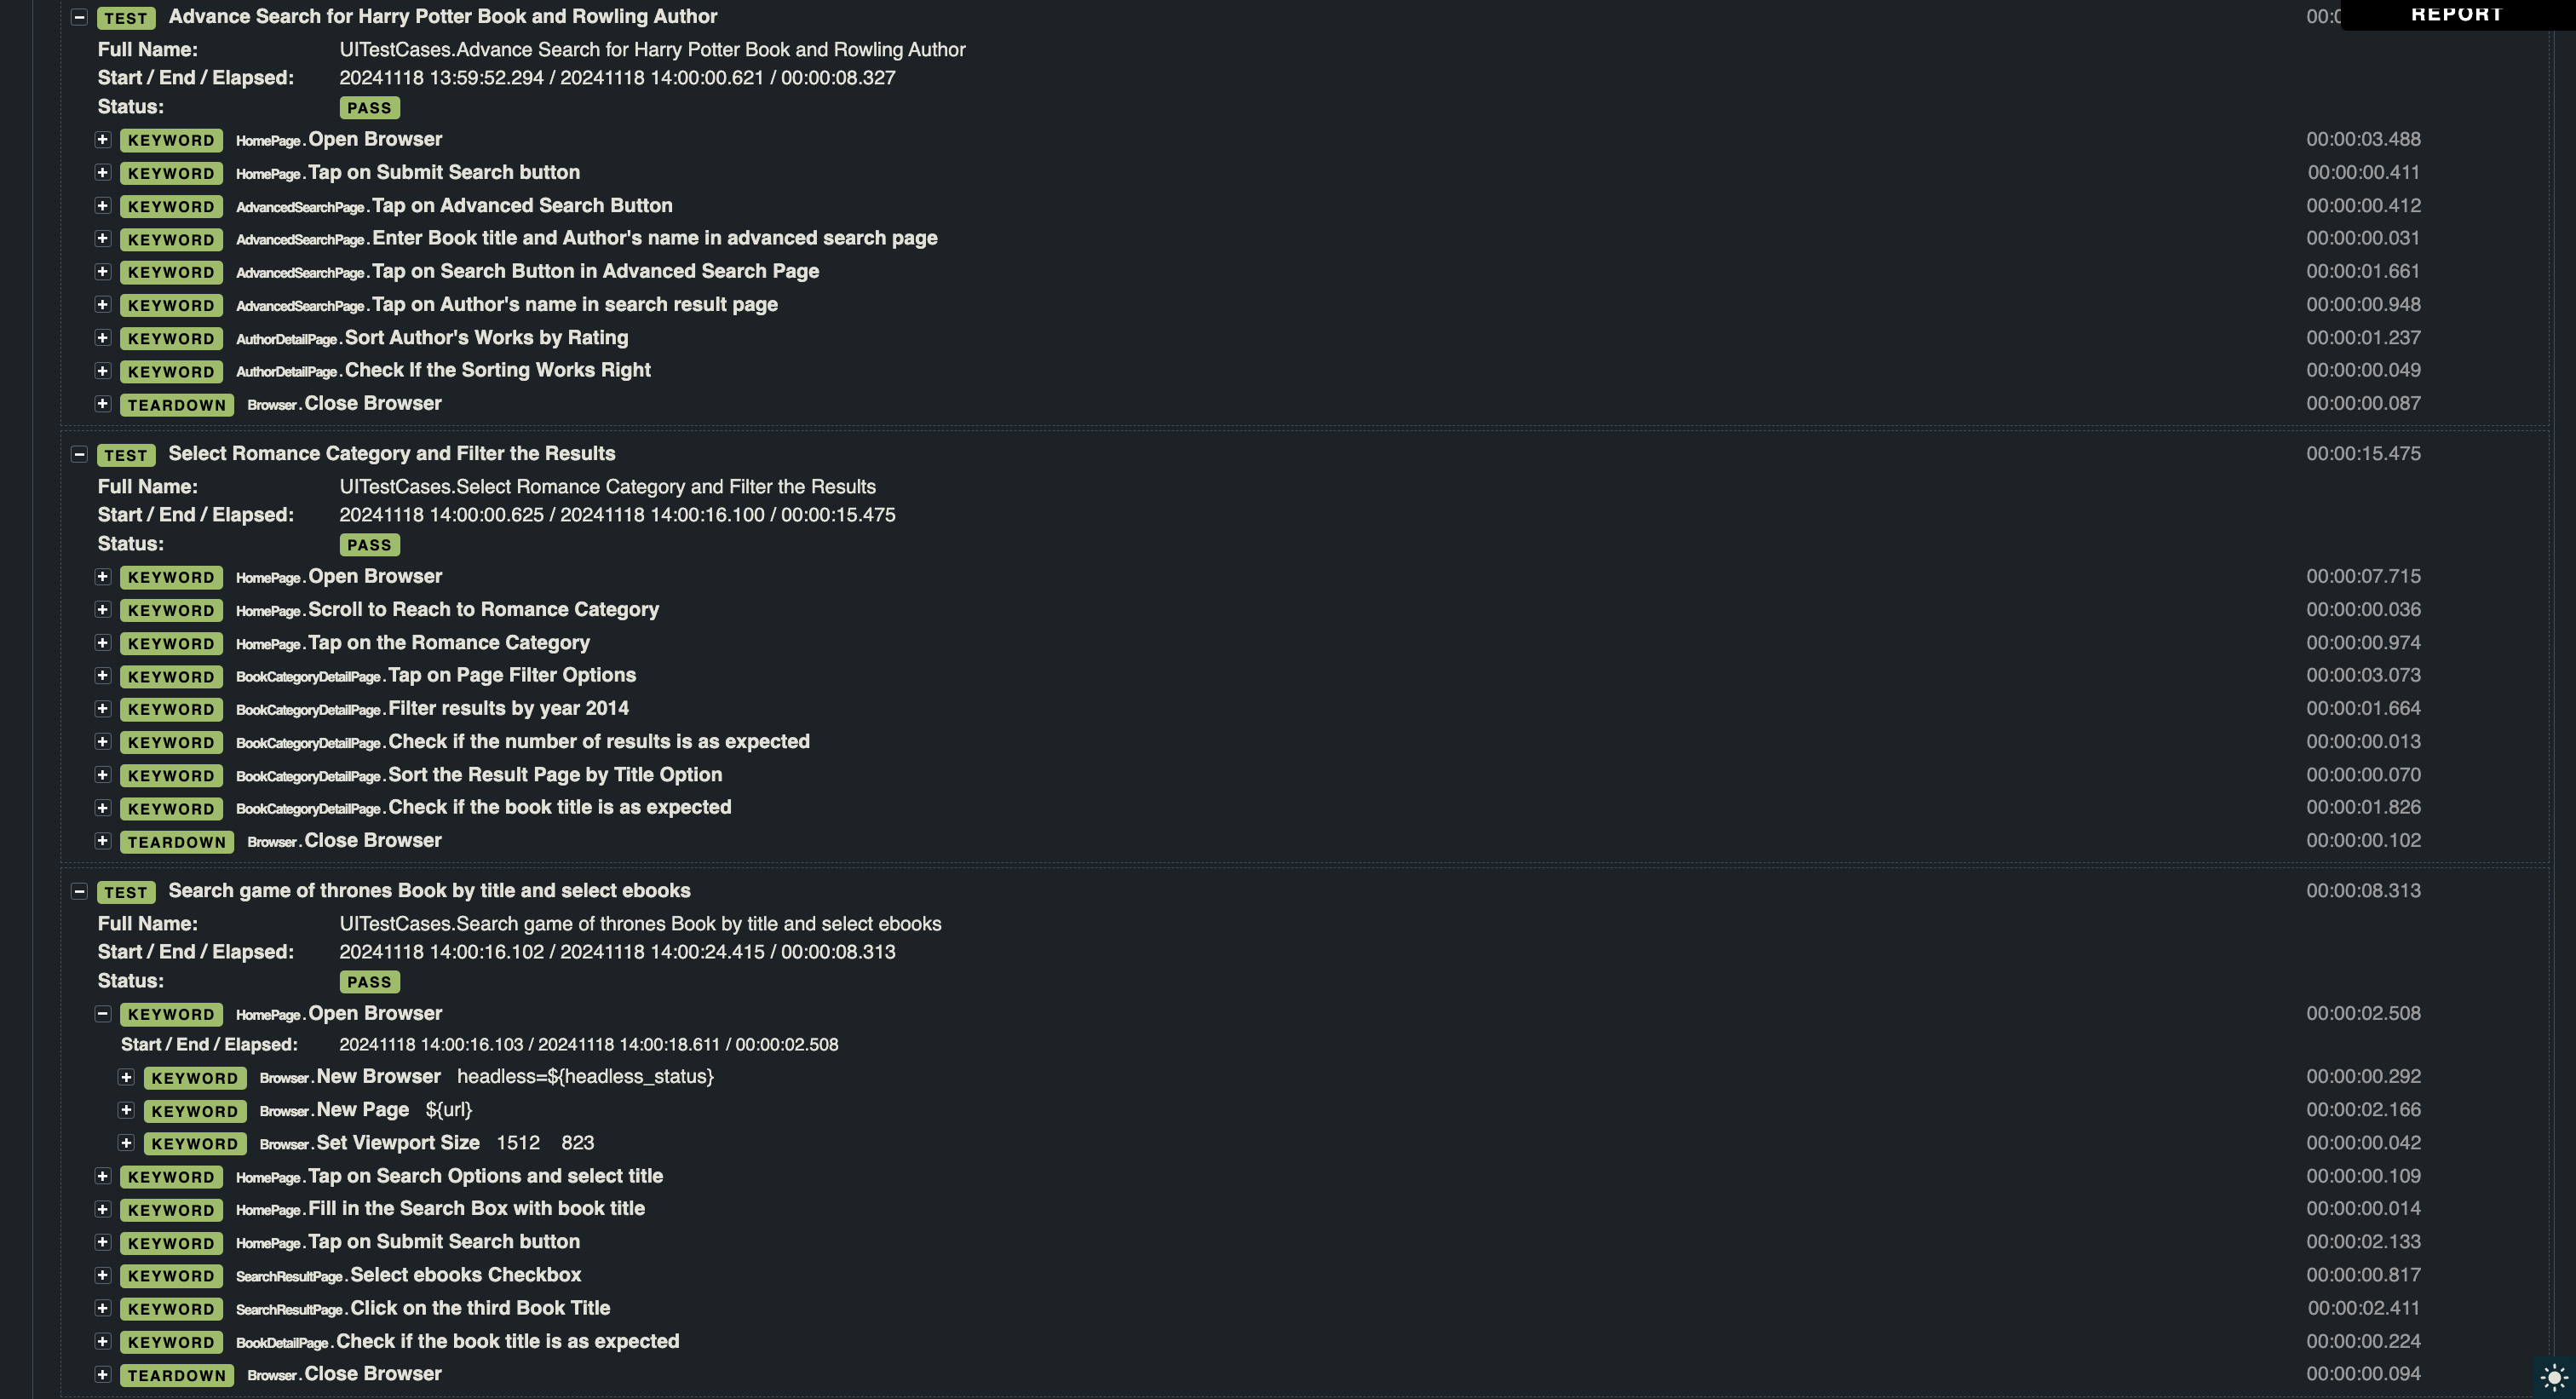 TEST Advance Search for Harry Potter Book and Rowling Author 00:0
REPORT
Full Name: UITestCases.Advance Search for Harry Potter Book and Rowling Author
Start / End / Elapsed: 20241118 13:59:52.294 / 20241118 14:00:00.621 / 00:00:08.327
Status: PASS
KEYWORD HomePage.Open Browser 00:00:03.488
KEYWORD HomePage.Tap on Submit Search button 00:00:00.411
KEYWORD AdvancedSearchPage.Tap on Advanced Search Button 00:00:00.412
KEYWORD AdvancedSearchPage.Enter Book title and Author's name in advanced search page 00:00:00.031
KEYWORD AdvancedSearchPage.Tap on Search Button in Advanced Search Page 00:00:01.661
KEYWORD AdvancedSearchPage.Tap on Author's name in search result page 00:00:00.948
KEYWORD AuthorDetailPage.Sort Author's Works by Rating 00:00:01.237
KEYWORD AuthorDetailPage.Check If the Sorting Works Right 00:00:00.049
TEARDOWN Browser.Close Browser 00:00:00.087
TEST Select Romance Category and Filter the Results 00:00:15.475
Full Name: UITestCases.Select Romance Category and Filter the Results
Start / End / Elapsed: 20241118 14:00:00.625 / 20241118 14:00:16.100 / 00:00:15.475
Status: PASS
KEYWORD HomePage.Open Browser 00:00:07.715
KEYWORD HomePage.Scroll to Reach to Romance Category 00:00:00.036
KEYWORD HomePage.Tap on the Romance Category 00:00:00.974
KEYWORD BookCategoryDetailPage.Tap on Page Filter Options 00:00:03.073
KEYWORD BookCategoryDetailPage.Filter results by year 2014 00:00:01.664
KEYWORD BookCategoryDetailPage.Check if the number of results is as expected 00:00:00.013
KEYWORD BookCategoryDetailPage.Sort the Result Page by Title Option 00:00:00.070
KEYWORD BookCategoryDetailPage.Check if the book title is as expected 00:00:01.826
TEARDOWN Browser.Close Browser 00:00:00.102
TEST Search game of thrones Book by title and select ebooks 00:00:08.313
Full Name: UITestCases.Search game of thrones Book by title and select ebooks
Start / End / Elapsed: 20241118 14:00:16.102 / 20241118 14:00:24.415 / 00:00:08.313
Status: PASS
KEYWORD HomePage.Open Browser 00:00:02.508
Start / End / Elapsed: 20241118 14:00:16.103 / 20241118 14:00:18.611 / 00:00:02.508
KEYWORD Browser.New Browser headless=${headless_status} 00:00:00.292
KEYWORD Browser.New Page ${url} 00:00:02.166
KEYWORD Browser.Set Viewport Size 1512 823 00:00:00.042
KEYWORD HomePage.Tap on Search Options and select title 00:00:00.109
KEYWORD HomePage.Fill in the Search Box with book title 00:00:00.014
KEYWORD HomePage.Tap on Submit Search button 00:00:02.133
KEYWORD SearchResultPage.Select ebooks Checkbox 00:00:00.817
KEYWORD SearchResultPage.Click on the third Book Title 00:00:02.411
KEYWORD BookDetailPage.Check if the book title is as expected 00:00:00.224
TEARDOWN Browser.Close Browser 00:00:00.094